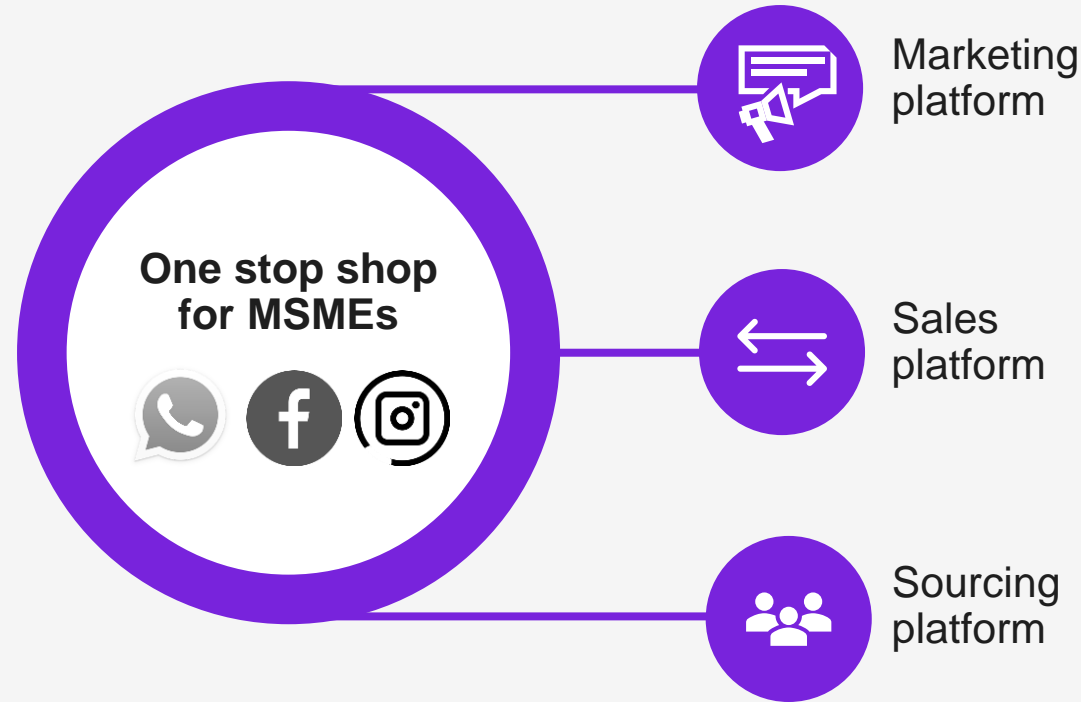 One stop shop
for MSMEs
Marketing
platform
Sales
platform
Sourcing
platform